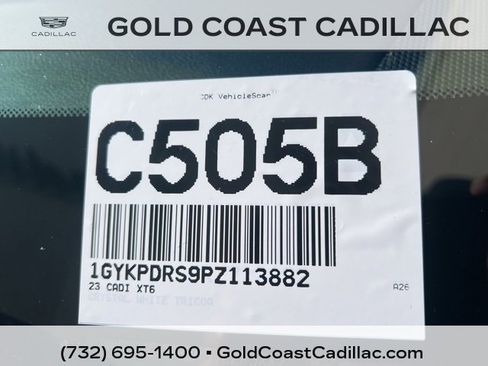 CADILLAC
GOLD COAST CADILLAC
CDK VehicleScan
C505B
1GYKPDRS9PZ113882
23 CADI XT6
A26
CRYSTAL WHITE TRICOA
(732) 695-1400 ▪ GoldCoastCadillac.com